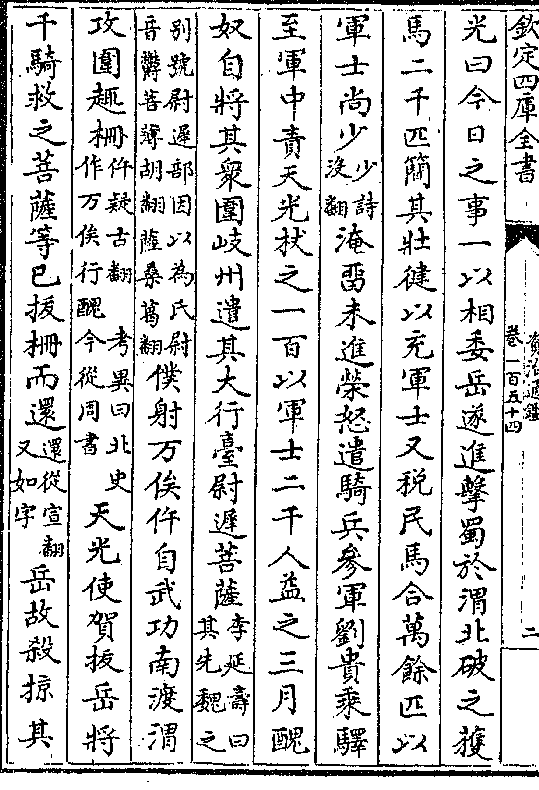 欽定四庫全書
資治通鑑
卷一百五十四
二
光曰今日之事一以相委岳遂進擊蜀於渭北破之獲
馬二千匹簡其壯健以充軍士又税民馬合萬餘匹以
軍士尚少少詩沼翻淹留未進榮怒遣騎兵參軍劉貴乘驛
至軍中責天光杖之一百以軍士二千人益之三月醜
奴自將其衆圍岐州遣其大行臺尉遲菩薩李延壽曰其先魏之
别號尉遲部因以為氏尉音鬱菩薄胡翻薩桑葛翻僕射万俟仵自武功南渡渭
攻圍趣柵仵疑古翻考異曰北史作万俟行醜今從周書天光使賀拔岳將
千騎救之菩薩等已拔柵而還還從宣翻又如字岳故殺掠其